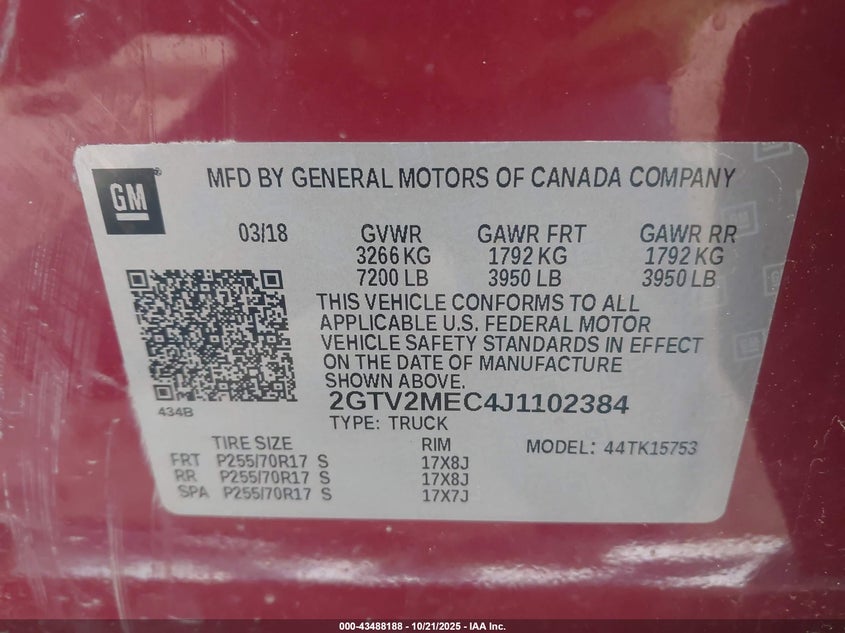 GM
MFD BY GENERAL MOTORS OF CANADA COMPANY
03/18 GVWR GAWR FRT GAWR RR
3266 KG 1792 KG 1792 KG
7200 LB 3950 LB 3950 LB
THIS VEHICLE CONFORMS TO ALL
APPLICABLE U.S. FEDERAL MOTOR
VEHICLE SAFETY STANDARDS IN EFFECT
ON THE DATE OF MANUFACTURE
SHOWN ABOVE.
434B
2GTV2MEC4J1102384
TYPE: TRUCK
TIRE SIZE RIM MODEL: 44TK15753
FRT P255/70R17 S 17X8J
RR P255/70R17 S 17X8J
SPA P255/70R17 S 17X7J
000-43488188 - 10/21/2025 - IAA Inc.